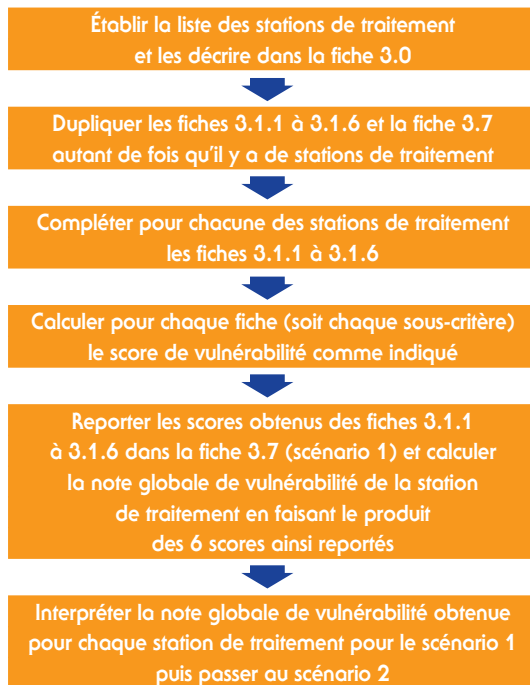 Établir la liste des stations de traitement
et les décrire dans la fiche 3.0
Dupliquer les fiches 3.1.1 à 3.1.6 et la fiche 3.7
autant de fois qu'il y a de stations de traitement
Compléter pour chacune des stations de traitement
les fiches 3.1.1 à 3.1.6
Calculer pour chaque fiche (soit chaque sous-critère)
le score de vulnérabilité comme indiqué
Reporter les scores obtenus des fiches 3.1.1
à 3.1.6 dans la fiche 3.7 (scénario 1) et calculer
la note globale de vulnérabilité de la station
de traitement en faisant le produit
des 6 scores ainsi reportés
Interpréter la note globale de vulnérabilité obtenue
pour chaque station de traitement pour le scénario 1
puis passer au scénario 2